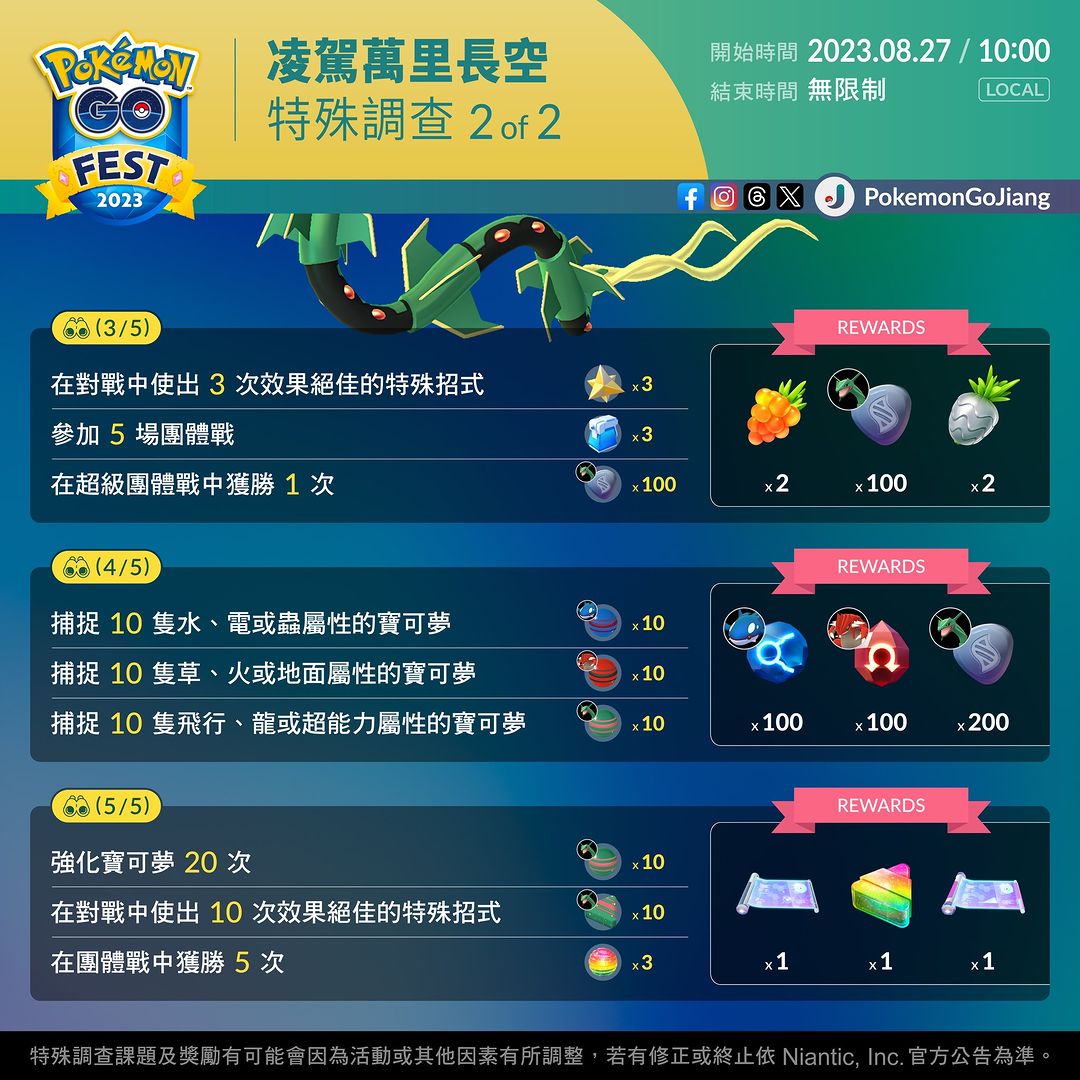 POKÉMON
GO
FEST
2023
凌駕萬里長空
特殊調查 2 of 2
開始時間 2023.08.27 / 10:00
結束時間 無限制 LOCAL
PokemonGoJiang
(3/5)
REWARDS
在對戰中使出 3 次效果絕佳的特殊招式 x3
參加 5 場團體戰 x3
在超級團體戰中獲勝 1 次 x100
x2 x100 x2
(4/5)
REWARDS
捕捉 10 隻水、電或蟲屬性的寶可夢 x10
捕捉 10 隻草、火或地面屬性的寶可夢 x10
捕捉 10 隻飛行、龍或超能力屬性的寶可夢 x10
x100 x100 x200
(5/5)
REWARDS
強化寶可夢 20 次 x10
在對戰中使出 10 次效果絕佳的特殊招式 x10
在團體戰中獲勝 5 次 x3
x1 x1 x1
特殊調查課題及獎勵有可能會因為活動或其他因素有所調整，若有修正或終止依 Niantic, Inc. 官方公告為準。